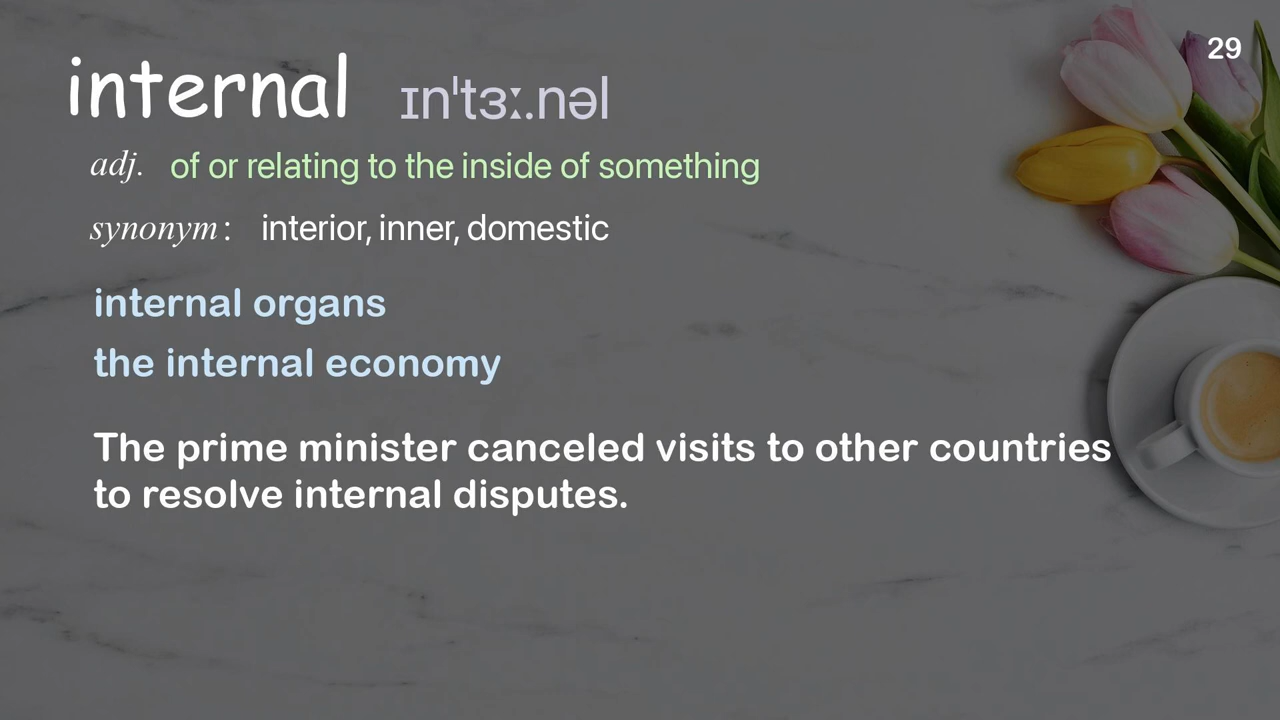 29
internal ɪnˈtɜː.nəl
adj. of or relating to the inside of something
synonym: interior, inner, domestic
internal organs
the internal economy
The prime minister canceled visits to other countries
to resolve internal disputes.